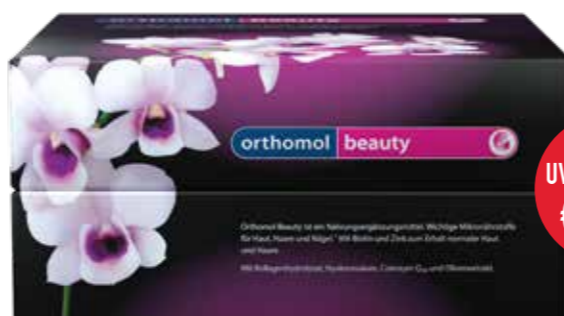 orthomol beauty
UV
Orthomol Beauty ist ein Nahrungsergänzungsmittel. Wichtige Mikronährstoffe
für Haut, Haare und Nägel.* Mit Biotin und Zink zum Erhalt normaler Haut
und Haare.
Mit Kollagenhydrolysat, Hyaluronsäure, Coenzym Q10 und Olivenextrakt.